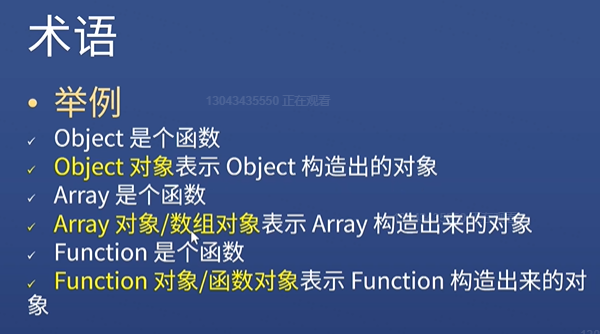 术语
• 举例
13043435550 正在观看
✓ Object 是个函数
✓ Object 对象表示 Object 构造出的对象
✓ Array 是个函数
✓ Array 对象/数组对象表示 Array 构造出来的对象
✓ Function 是个函数
✓ Function 对象/函数对象表示 Function 构造出来的对
象